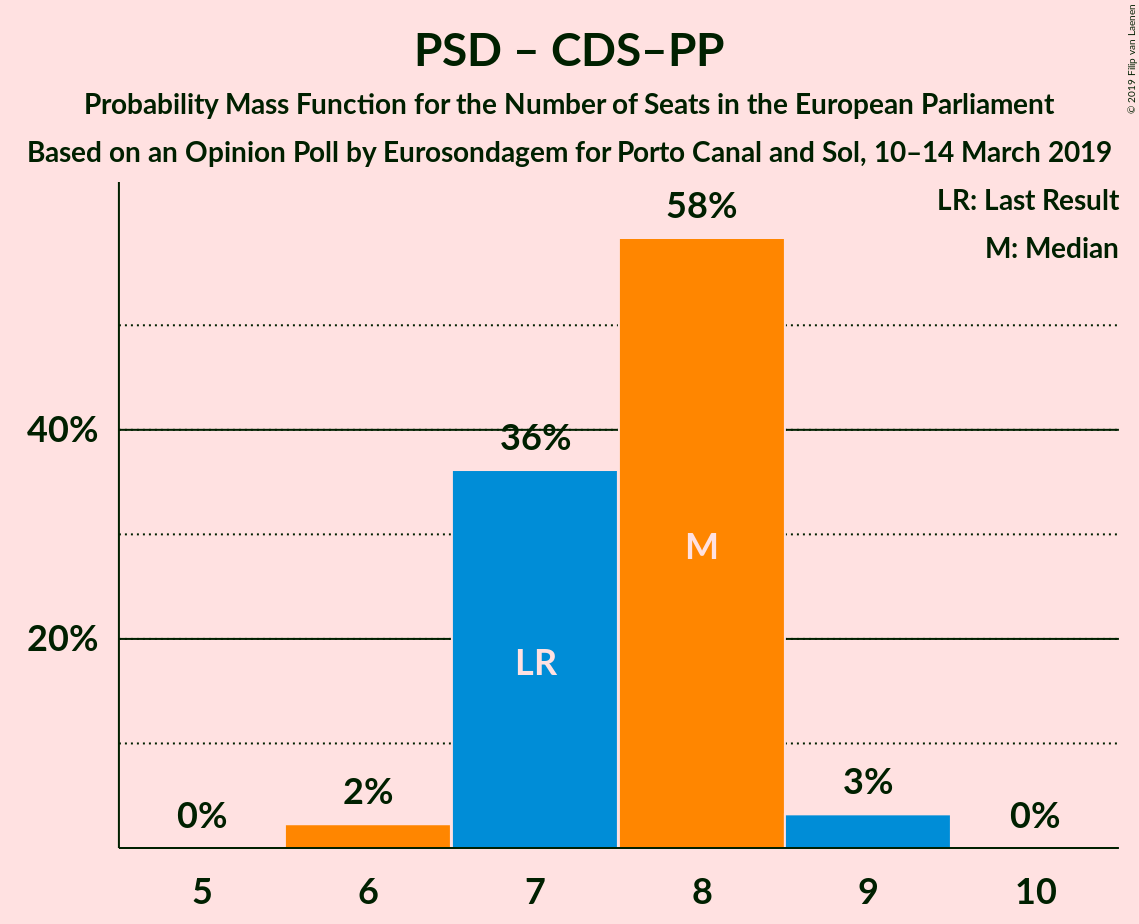 PSD – CDS–PP
Probability Mass Function for the Number of Seats in the European Parliament
Based on an Opinion Poll by Eurosondagem for Porto Canal and Sol, 10–14 March 2019
© 2019 Filip van Laenen
LR: Last Result
M: Median
58%
40%
36%
M
20%
LR
0%
2%
3%
0%
5 6 7 8 9 10